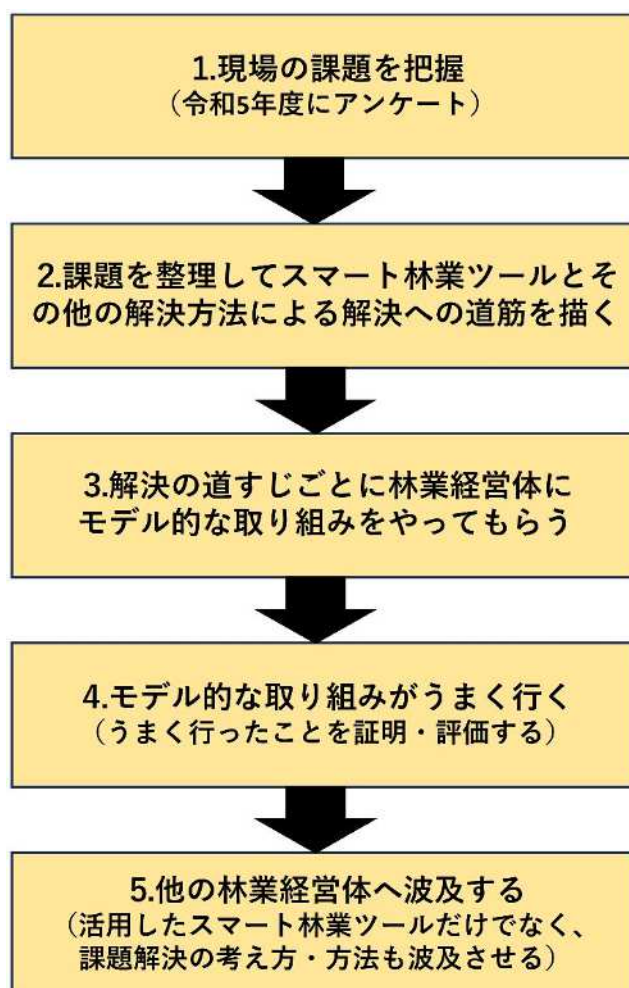 1.現場の課題を把握
（令和5年度にアンケート）
2.課題を整理してスマート林業ツールとそ
の他の解決方法による解決への道筋を描く
3.解決の道すじごとに林業経営体に
モデル的な取り組みをやってもらう
4.モデル的な取り組みがうまく行く
（うまく行ったことを証明・評価する）
5.他の林業経営体へ波及する
（活用したスマート林業ツールだけでなく、
課題解決の考え方・方法も波及させる）